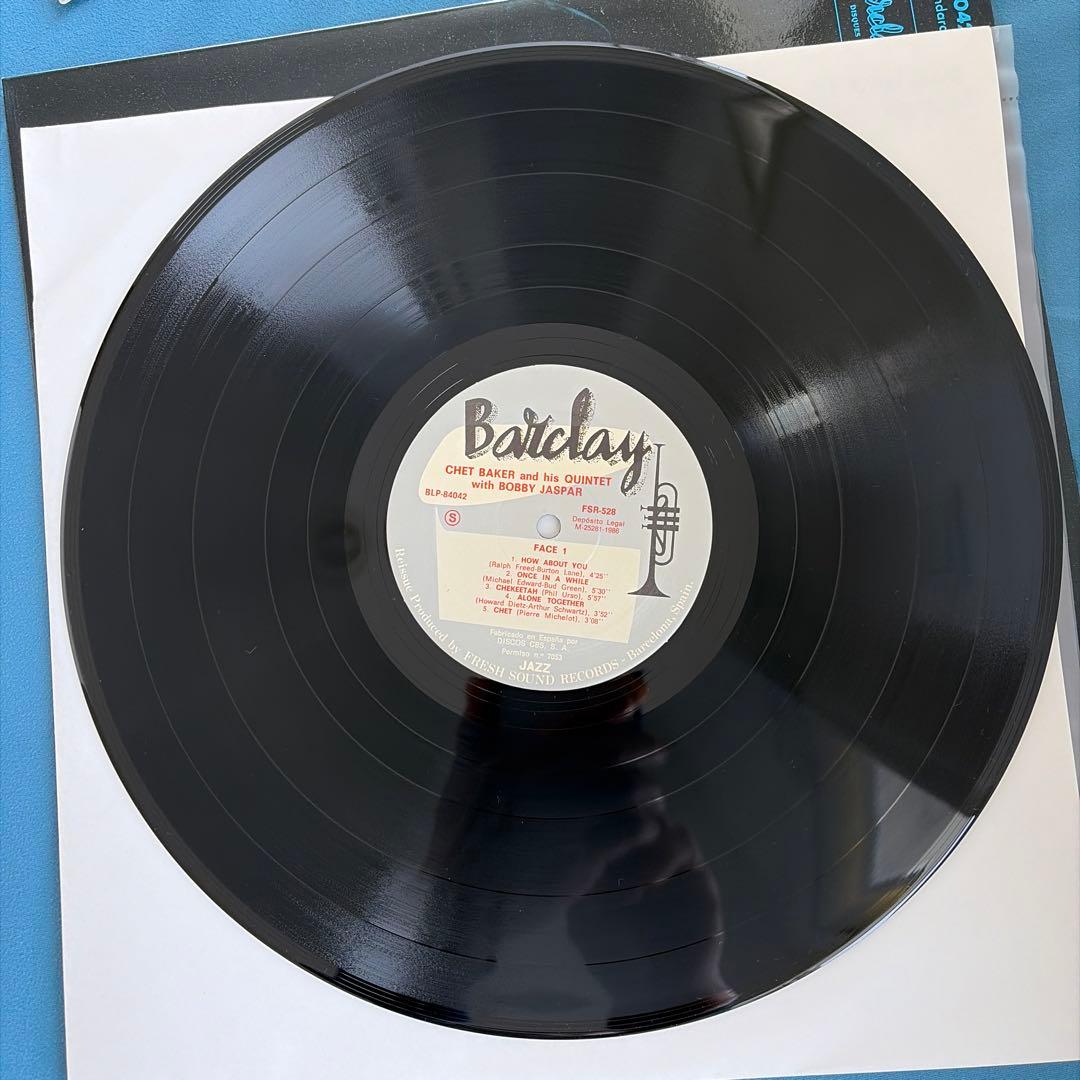 042
ndard
DISQUES
Barclay
CHET BAKER and his QUINTET
with BOBBY JASPAR
BLP-84042
FSR-528
S
Depósito Legal
M-25281-1986
FACE 1
1. HOW ABOUT YOU
(Ralph Freed-Burton Lane), 4'25''
2. ONCE IN A WHILE
(Michael Edward-Bud Green), 5'30''
3. CHEKEETAH (Phil Urso), 5'57''
4. ALONE TOGETHER
(Howard Dietz-Arthur Schwartz), 3'52''
5. CHET (Pierre Michelot), 3'08''
Fabricado en España por
DISCOS CBS, S. A.
Permiso n.º 7053
JAZZ
Reissue Produced by FRESH SOUND RECORDS - Barcelona, Spain.